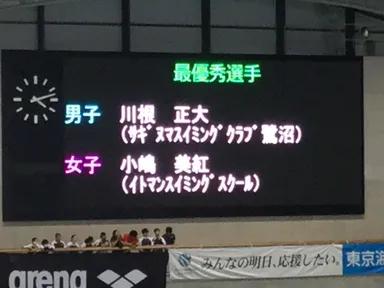 最優秀選手
男子 川根 正大
(ｻｷﾞﾇﾏｽｲﾐﾝｸﾞｸﾗﾌﾞ鷺沼)
女子 小嶋 美紅
(ｲﾄﾏﾝｽｲﾐﾝｸﾞｽｸｰﾙ)
arena
みんなの明日、応援したい。
東京海